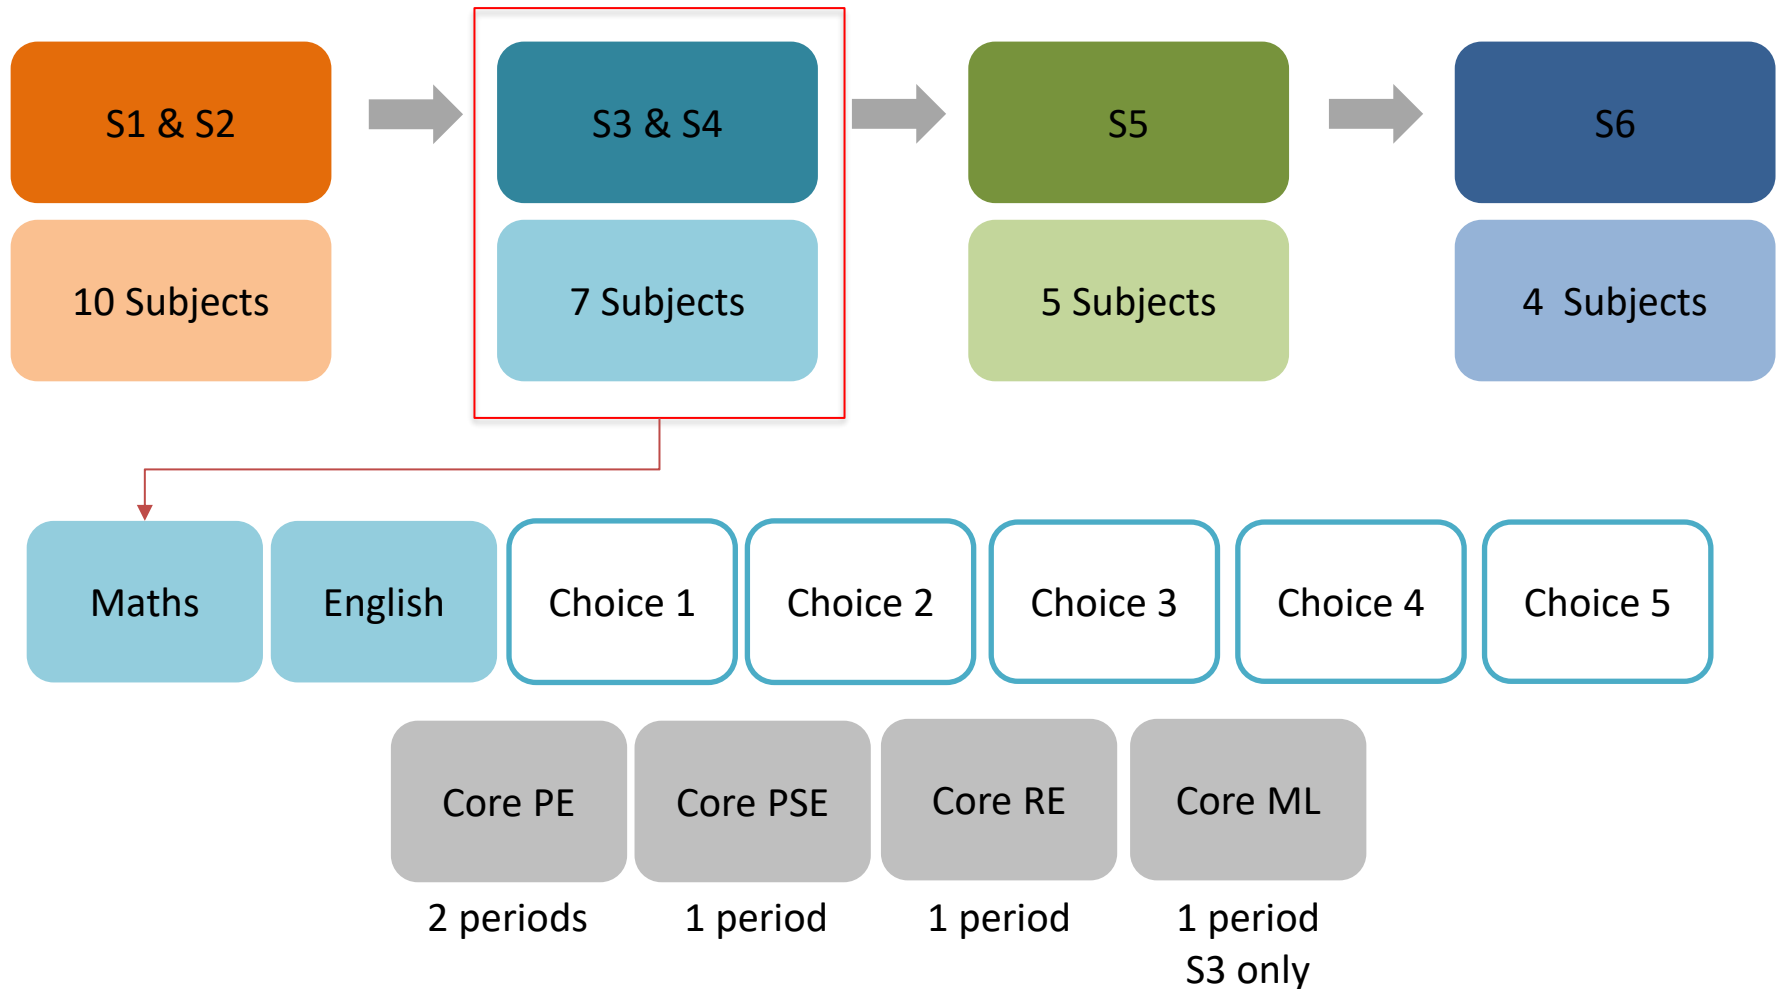 S1 & S2
S3 & S4
S5
S6
10 Subjects
7 Subjects
5 Subjects
4  Subjects
Maths
English
Choice 1
Choice 2
Choice 3
Choice 4
Choice 5
Core PE
Core PSE
Core RE
Core ML
2 periods
1 period
1 period
1 period
S3 only